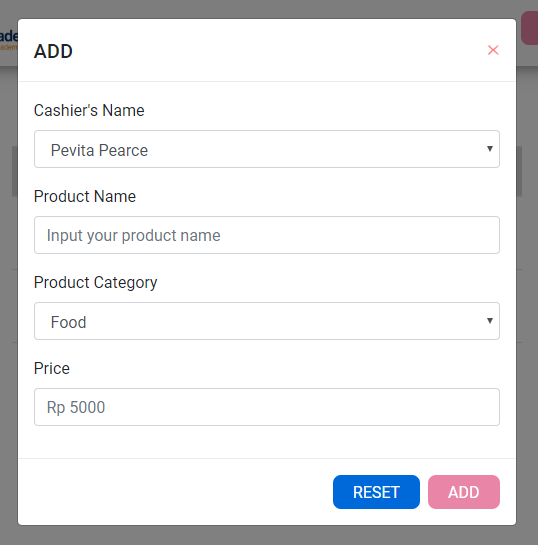 ADD
×
Cashier's Name
Pevita Pearce
Product Name
Input your product name
Product Category
Food
Price
Rp 5000
RESET
ADD